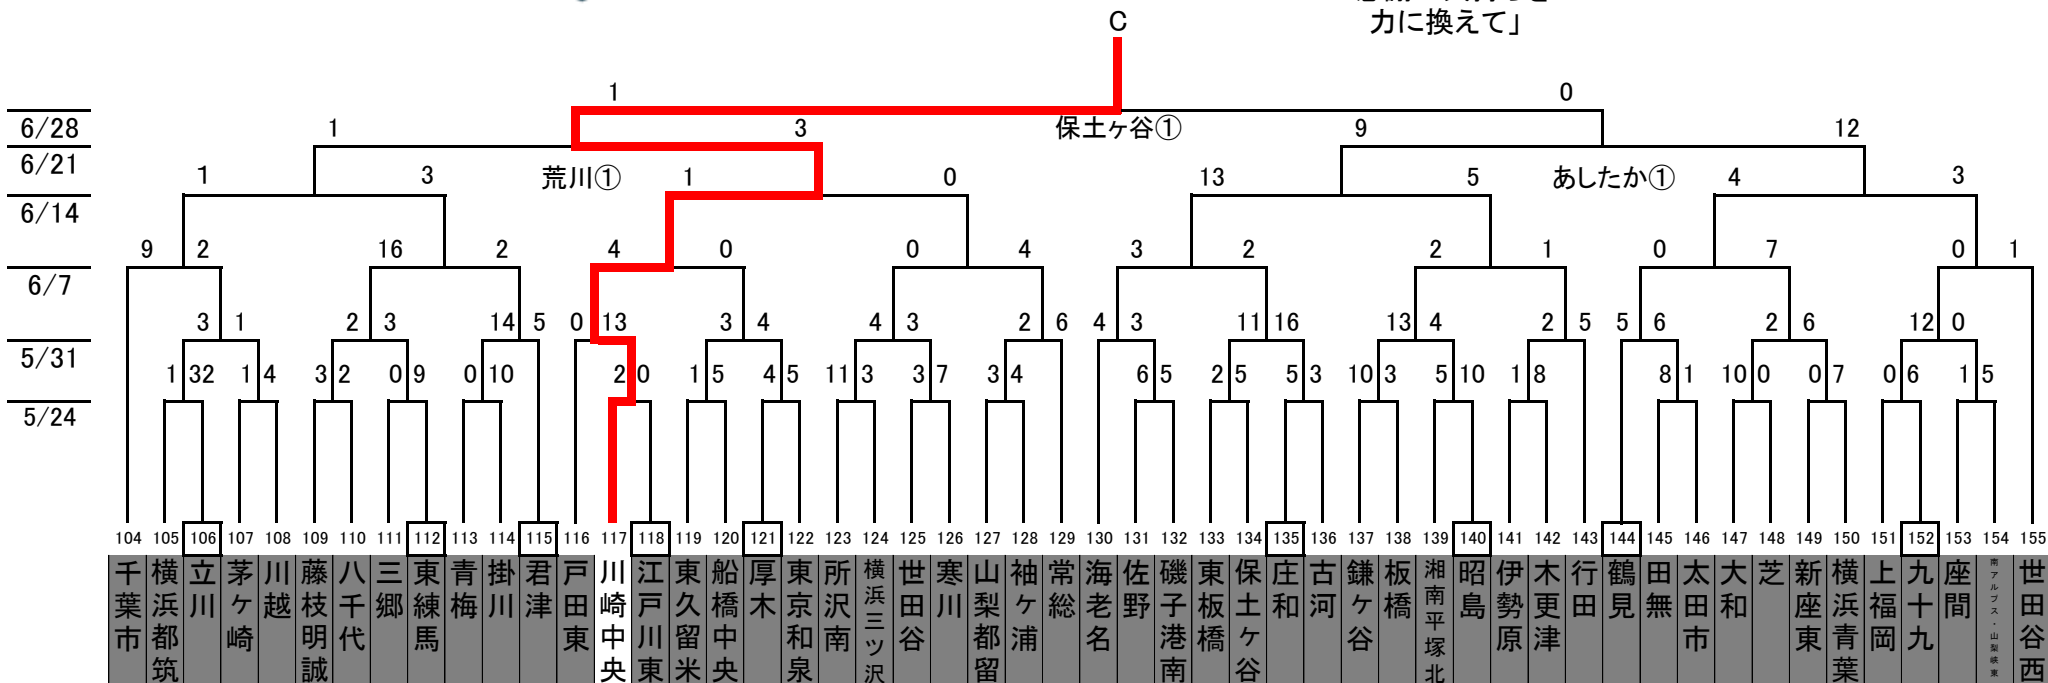 力に換えて」
C
1 0
6/28 1 3 保土ヶ谷① 9 12
6/21 1 3 荒川① 1 0 13 5 あしたか① 4 3
6/14
9 2 16 2 4 0 0 4 3 2 2 1 0 7 0 1
6/7
3 1 2 3 14 5 0 13 3 4 4 3 2 6 4 3 11 16 13 4 2 5 5 6 2 6 12 0
5/31
1 32 1 4 3 2 0 9 0 10 2 0 1 5 4 5 11 3 3 7 3 4 6 5 2 5 5 3 10 3 5 10 1 8 8 1 10 0 0 7 0 6 1 5
5/24
104 105 106 107 108 109 110 111 112 113 114 115 116 117 118 119 120 121 122 123 124 125 126 127 128 129 130 131 132 133 134 135 136 137 138 139 140 141 142 143 144 145 146 147 148 149 150 151 152 153 154 155
千葉市
横浜都筑
立川
茅ヶ崎
川越
藤枝明誠
八千代
三郷
東練馬
青梅
掛川
君津
戸田東
川崎中央
江戸川東
東久留米
船橋中央
厚木
東京和泉
所沢南
横浜三ツ沢
世田谷
寒川
山梨都留
袖ヶ浦
常総
海老名
佐野
磯子港南
東板橋
保土ヶ谷
庄和
古河
鎌ヶ谷
板橋
湘南平塚北
昭島
伊勢原
木更津
行田
鶴見
田無
太田市
大和
芝
新座東
横浜青葉
上福岡
九十九
座間
南アルプス・山梨峡東
世田谷西